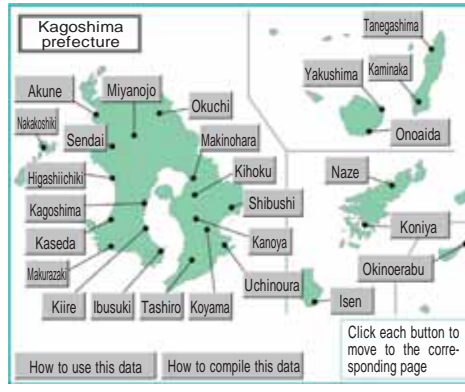 Kagoshima
prefecture
Tanegashima
Yakushima
Kaminaka
Onoaida
Akune
Miyanojo
Okuchi
Nakakoshiki
Sendai
Makinohara
Higashiichiki
Kihoku
Naze
Kagoshima
Shibushi
Kaseda
Kanoya
Koniya
Makurazaki
Okinoerabu
Uchinoura
Kiire
Ibusuki
Tashiro
Koyama
Isen
Click each button to
move to the corre-
sponding page
How to use this data
How to compile this data